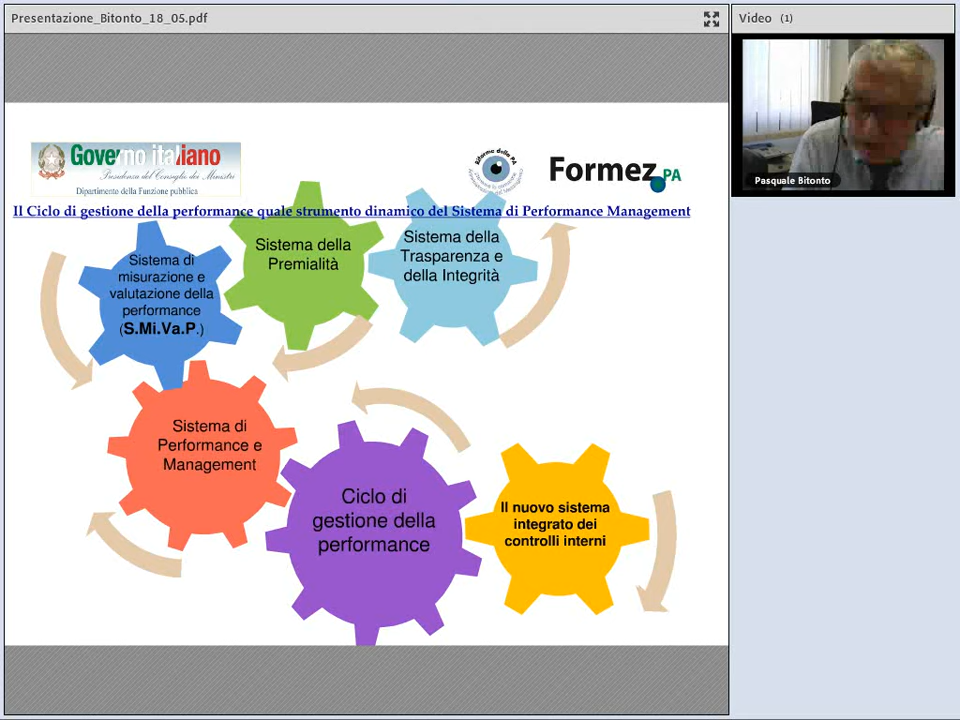 Presentazione_Bitonto_18_05.pdf
Video (1)
Pasquale Bitonto
Governo italiano
Presidenza del Consiglio dei Ministri
Dipartimento della Funzione pubblica
Riforma della PA
Formez PA
Il Ciclo di gestione della performance quale strumento dinamico del Sistema di Performance Management
Sistema di
misurazione e
valutazione della
performance
(S.Mi.Va.P.)
Sistema della
Premialità
Sistema della
Trasparenza e
della Integrità
Sistema di
Performance e
Management
Ciclo di
gestione della
performance
Il nuovo sistema
integrato dei
controlli interni